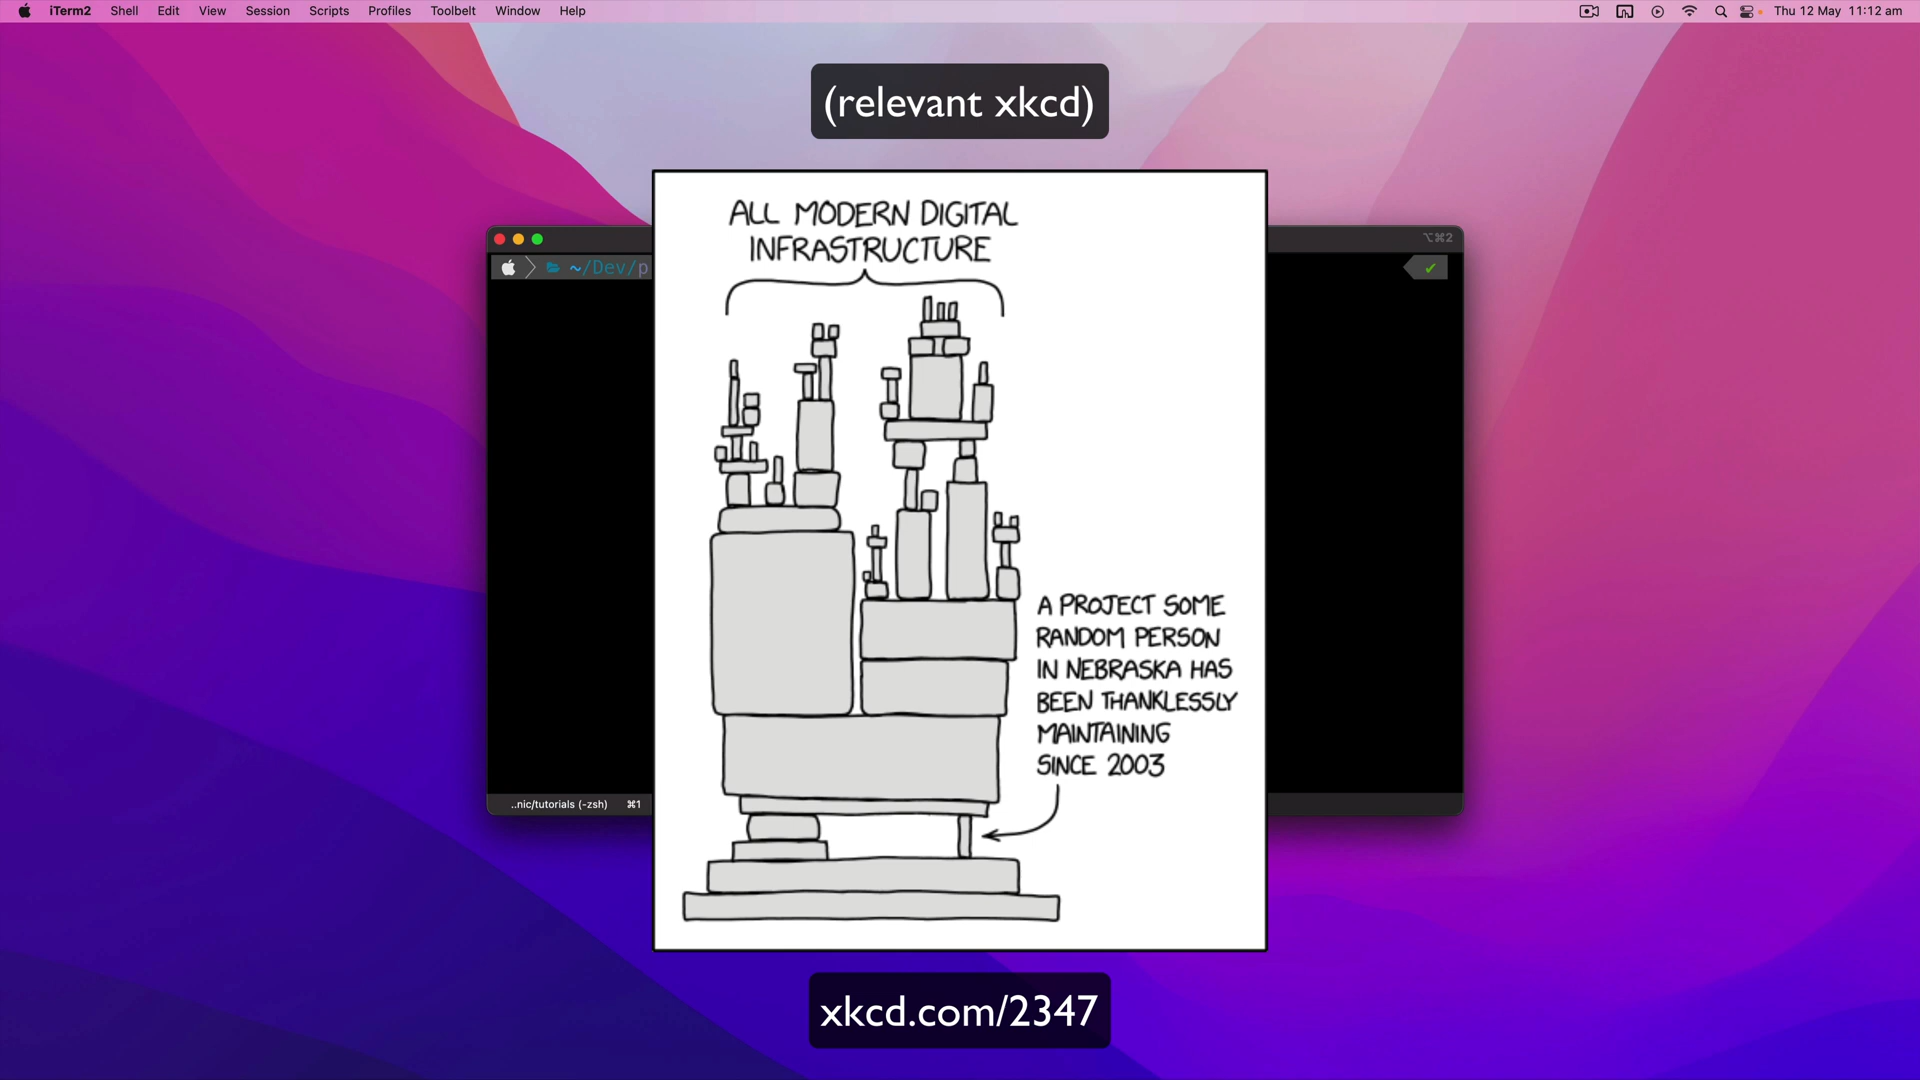 iTerm2 Shell Edit View Session Scripts Profiles Toolbelt Window Help Thu 12 May 11:12 am
(relevant xkcd)
ALL MODERN DIGITAL
INFRASTRUCTURE
⌥⌘2
~/Dev/p
✔
A PROJECT SOME
RANDOM PERSON
IN NEBRASKA HAS
BEEN THANKLESSLY
MAINTAINING
SINCE 2003
..nic/tutorials (-zsh) ⌘1
xkcd.com/2347